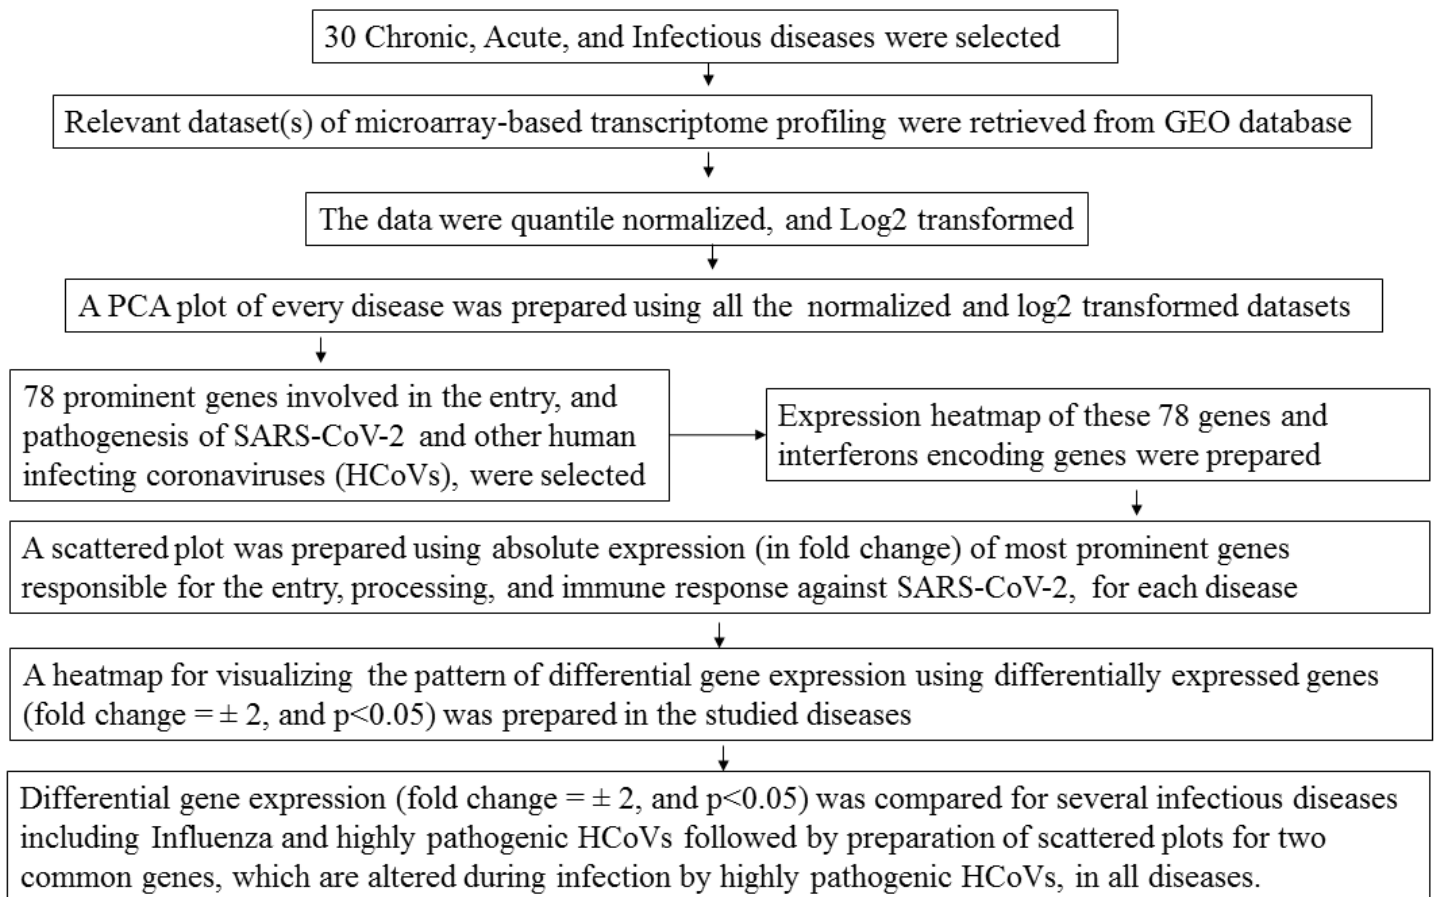 30 Chronic, Acute, and Infectious diseases were selected
Relevant dataset(s) of microarray-based transcriptome profiling were retrieved from GEO database
The data were quantile normalized, and Log2 transformed
A PCA plot of every disease was prepared using all the normalized and log2 transformed datasets
78 prominent genes involved in the entry, and
pathogenesis of SARS-CoV-2 and other human
infecting coronaviruses (HCoVs), were selected
Expression heatmap of these 78 genes and
interferons encoding genes were prepared
A scattered plot was prepared using absolute expression (in fold change) of most prominent genes
responsible for the entry, processing, and immune response against SARS-CoV-2, for each disease
A heatmap for visualizing the pattern of differential gene expression using differentially expressed genes
(fold change = ± 2, and p<0.05) was prepared in the studied diseases
Differential gene expression (fold change = ± 2, and p<0.05) was compared for several infectious diseases
including Influenza and highly pathogenic HCoVs followed by preparation of scattered plots for two
common genes, which are altered during infection by highly pathogenic HCoVs, in all diseases.